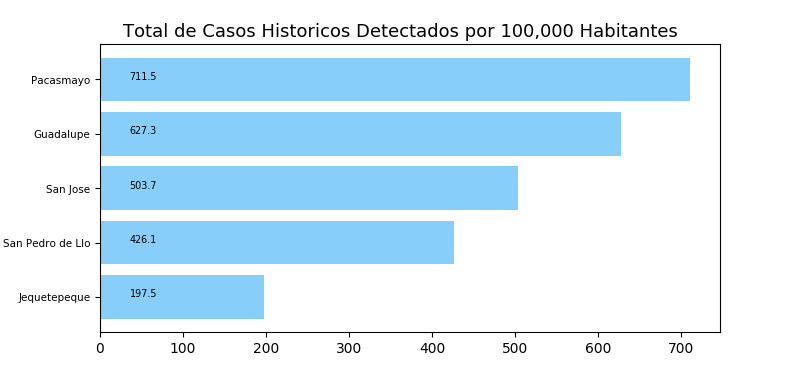 Total de Casos Historicos Detectados por 100,000 Habitantes
Pacasmayo 711.5
Guadalupe 627.3
San Jose 503.7
San Pedro de Llo 426.1
Jequetepeque 197.5
0 100 200 300 400 500 600 700